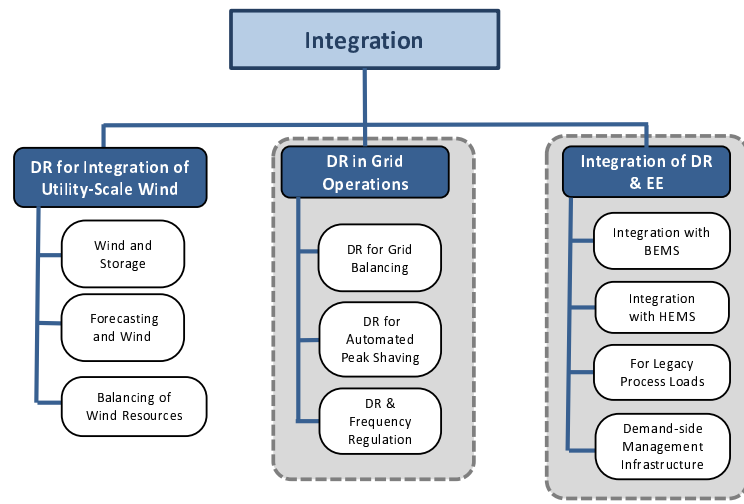 Integration
DR for Integration of
Utility-Scale Wind
Wind and
Storage
Forecasting
and Wind
Balancing of
Wind Resources
DR in Grid
Operations
DR for Grid
Balancing
DR for
Automated
Peak Shaving
DR &
Frequency
Regulation
Integration of DR
& EE
Integration with
BEMS
Integration
with HEMS
For Legacy
Process Loads
Demand-side
Management
Infrastructure